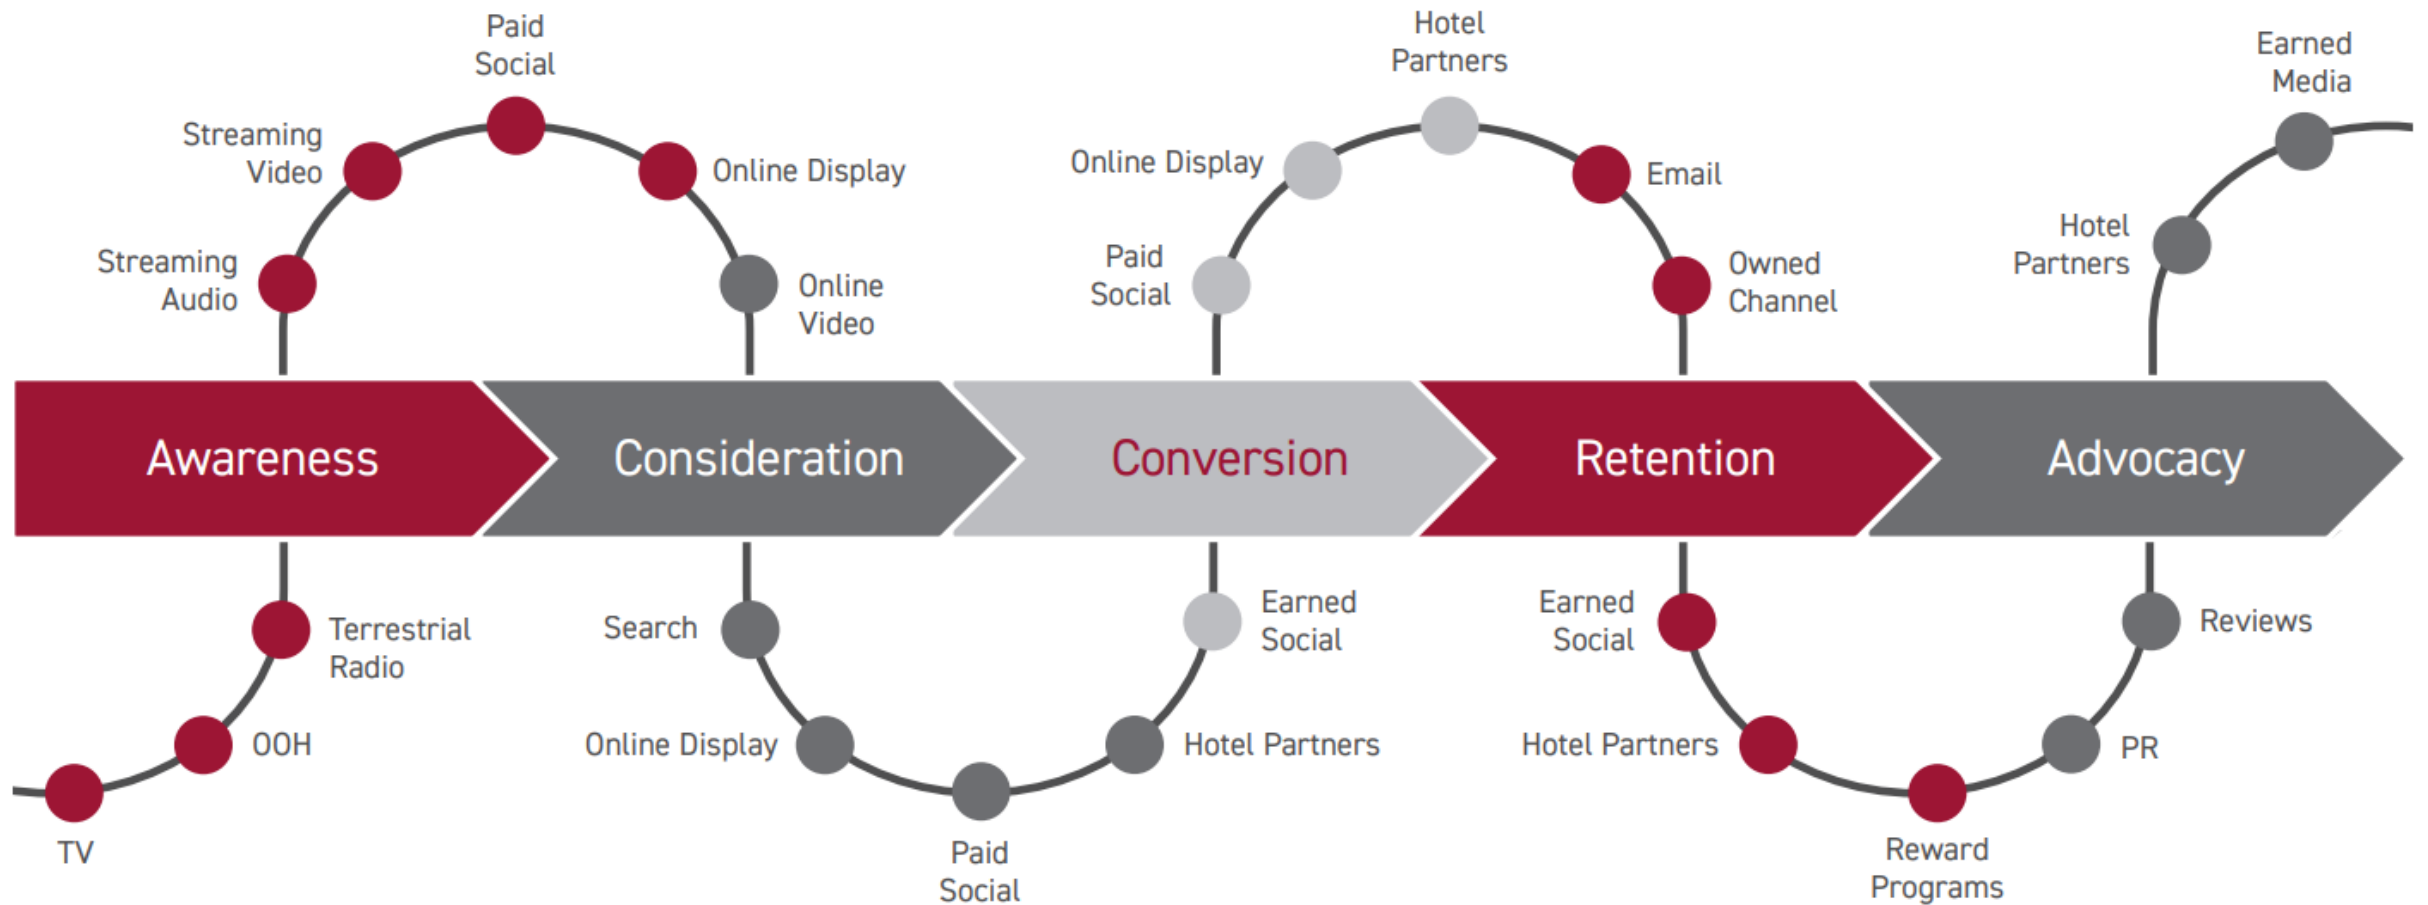 Paid
Social
Streaming
Video
Online Display
Streaming
Audio
Online
Video
Hotel
Partners
Online Display
Email
Paid
Social
Owned
Channel
Earned
Media
Hotel
Partners
Awareness
Consideration
Conversion
Retention
Advocacy
Terrestrial
Radio
OOH
TV
Search
Online Display
Paid
Social
Hotel Partners
Earned
Social
Earned
Social
Hotel Partners
Reward
Programs
PR
Reviews